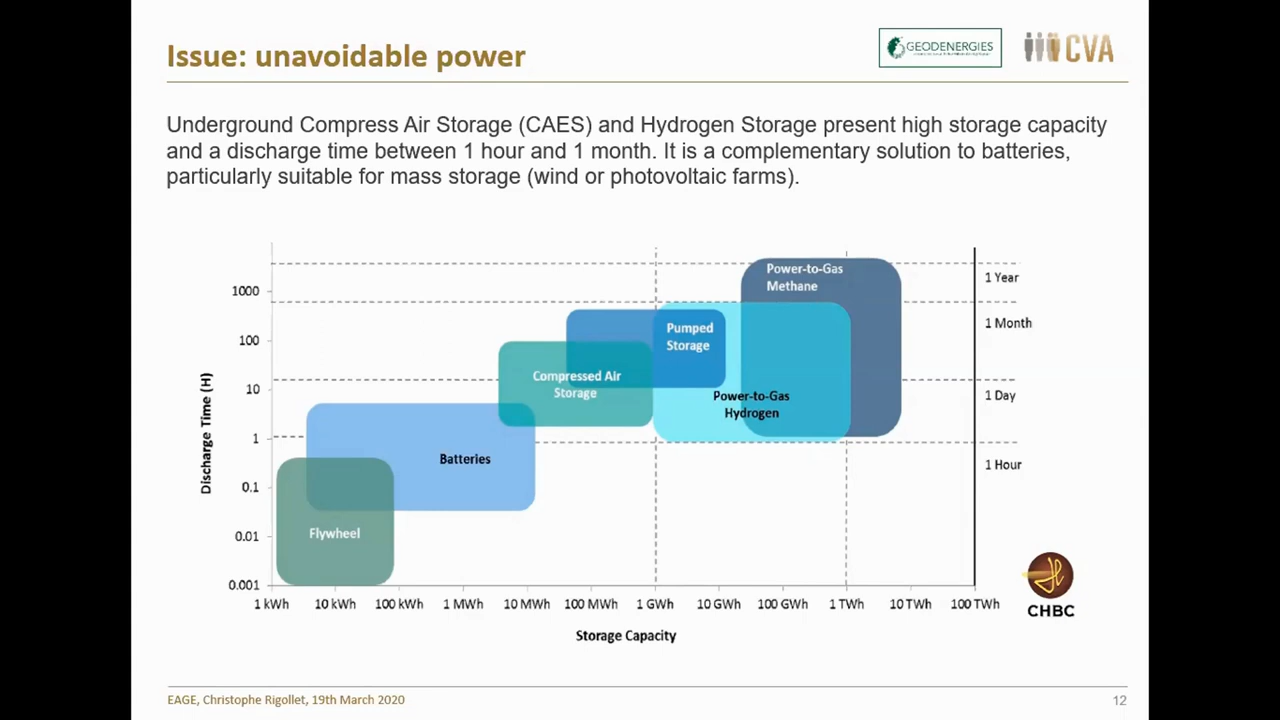 Issue: unavoidable power
GEODENERGIES
CVA
Underground Compress Air Storage (CAES) and Hydrogen Storage present high storage capacity
and a discharge time between 1 hour and 1 month. It is a complementary solution to batteries,
particularly suitable for mass storage (wind or photovoltaic farms).
Discharge Time (H)
1000
100
10
1
0.1
0.01
0.001
Power-to-Gas
Methane
Pumped
Storage
Compressed Air
Storage
Power-to-Gas
Hydrogen
Batteries
Flywheel
1 Year
1 Month
1 Day
1 Hour
1 kWh
10 kWh
100 kWh
1 MWh
10 MWh
100 MWh
1 GWh
10 GWh
100 GWh
1 TWh
10 TWh
100 TWh
Storage Capacity
CHBC
EAGE, Christophe Rigollet, 19th March 2020
12